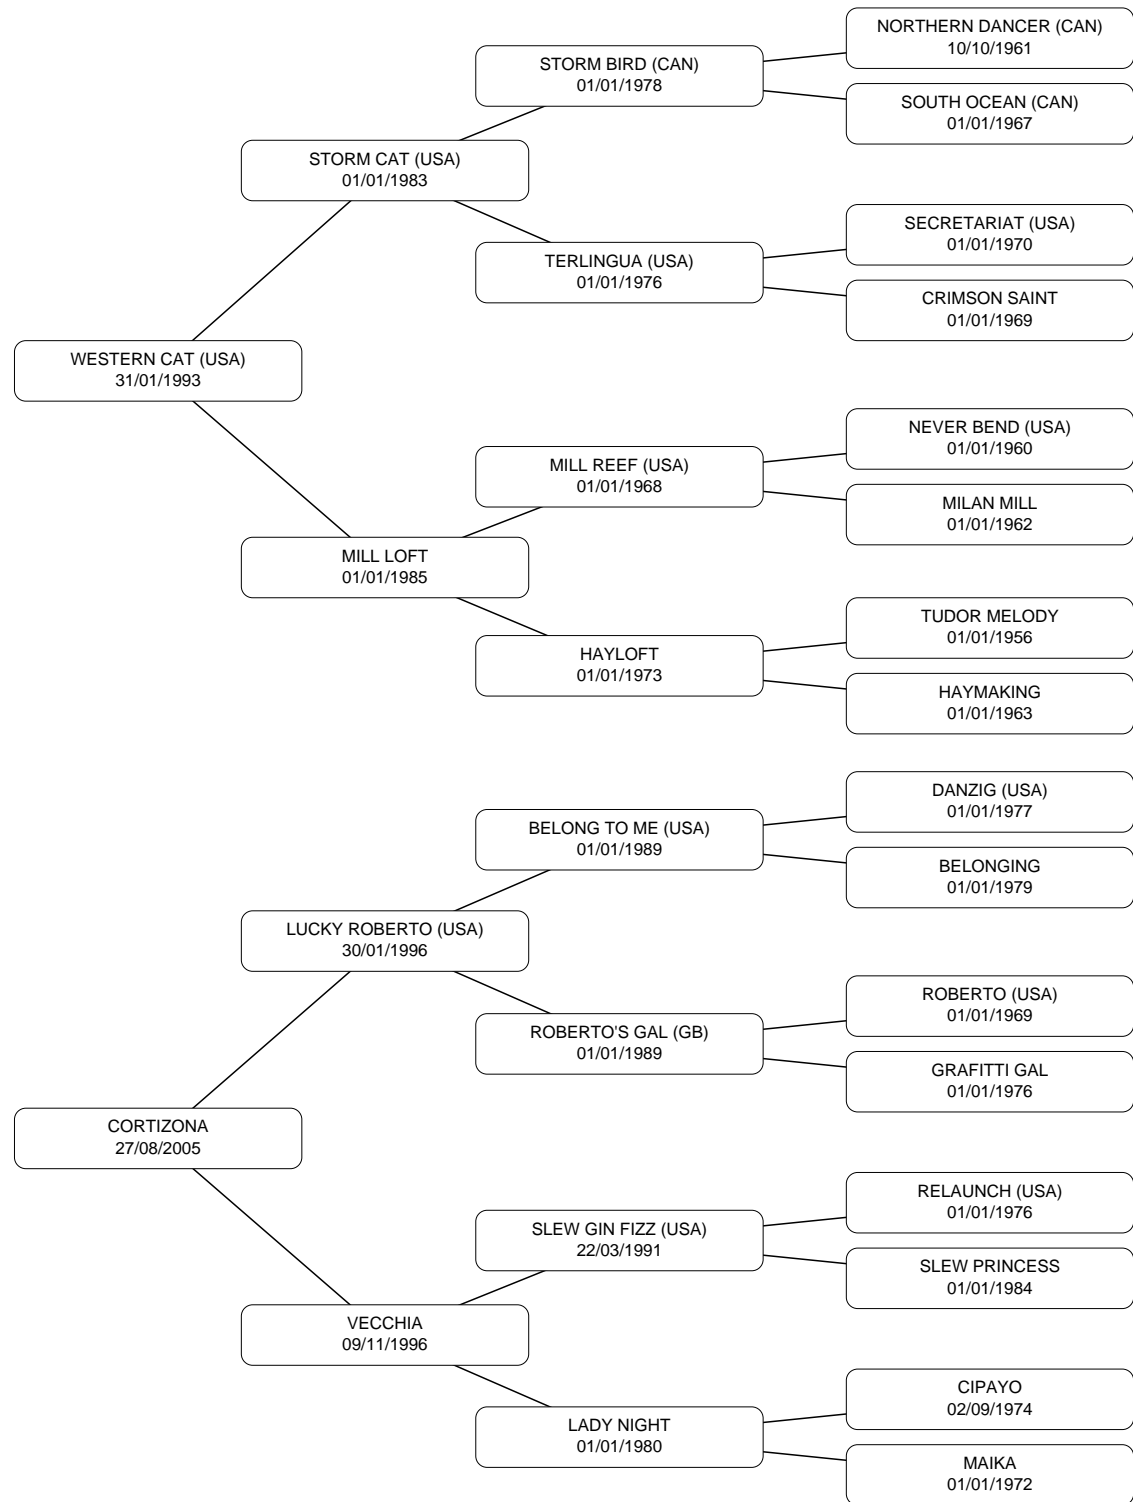 NORTHERN DANCER (CAN)
10/10/1961
STORM BIRD (CAN)
01/01/1978
SOUTH OCEAN (CAN)
01/01/1967
STORM CAT (USA)
01/01/1983
SECRETARIAT (USA)
01/01/1970
TERLINGUA (USA)
01/01/1976
CRIMSON SAINT
01/01/1969
WESTERN CAT (USA)
31/01/1993
NEVER BEND (USA)
01/01/1960
MILL REEF (USA)
01/01/1968
MILAN MILL
01/01/1962
MILL LOFT
01/01/1985
TUDOR MELODY
01/01/1956
HAYLOFT
01/01/1973
HAYMAKING
01/01/1963
DANZIG (USA)
01/01/1977
BELONG TO ME (USA)
01/01/1989
BELONGING
01/01/1979
LUCKY ROBERTO (USA)
30/01/1996
ROBERTO (USA)
01/01/1969
ROBERTO'S GAL (GB)
01/01/1989
GRAFITTI GAL
01/01/1976
CORTIZONA
27/08/2005
RELAUNCH (USA)
01/01/1976
SLEW GIN FIZZ (USA)
22/03/1991
SLEW PRINCESS
01/01/1984
VECCHIA
09/11/1996
CIPAYO
02/09/1974
LADY NIGHT
01/01/1980
MAIKA
01/01/1972